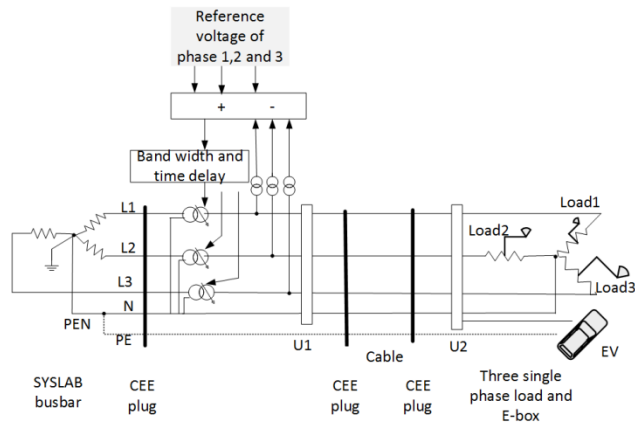 Reference
voltage of
phase 1,2 and 3
+ -
Band width and
time delay
L1
L2
L3
N
PEN
PE
Load1
Load2
Load3
U1
U2
Cable
EV
SYSLAB
busbar
CEE
plug
CEE
plug
CEE
plug
Three single
phase load and
E-box